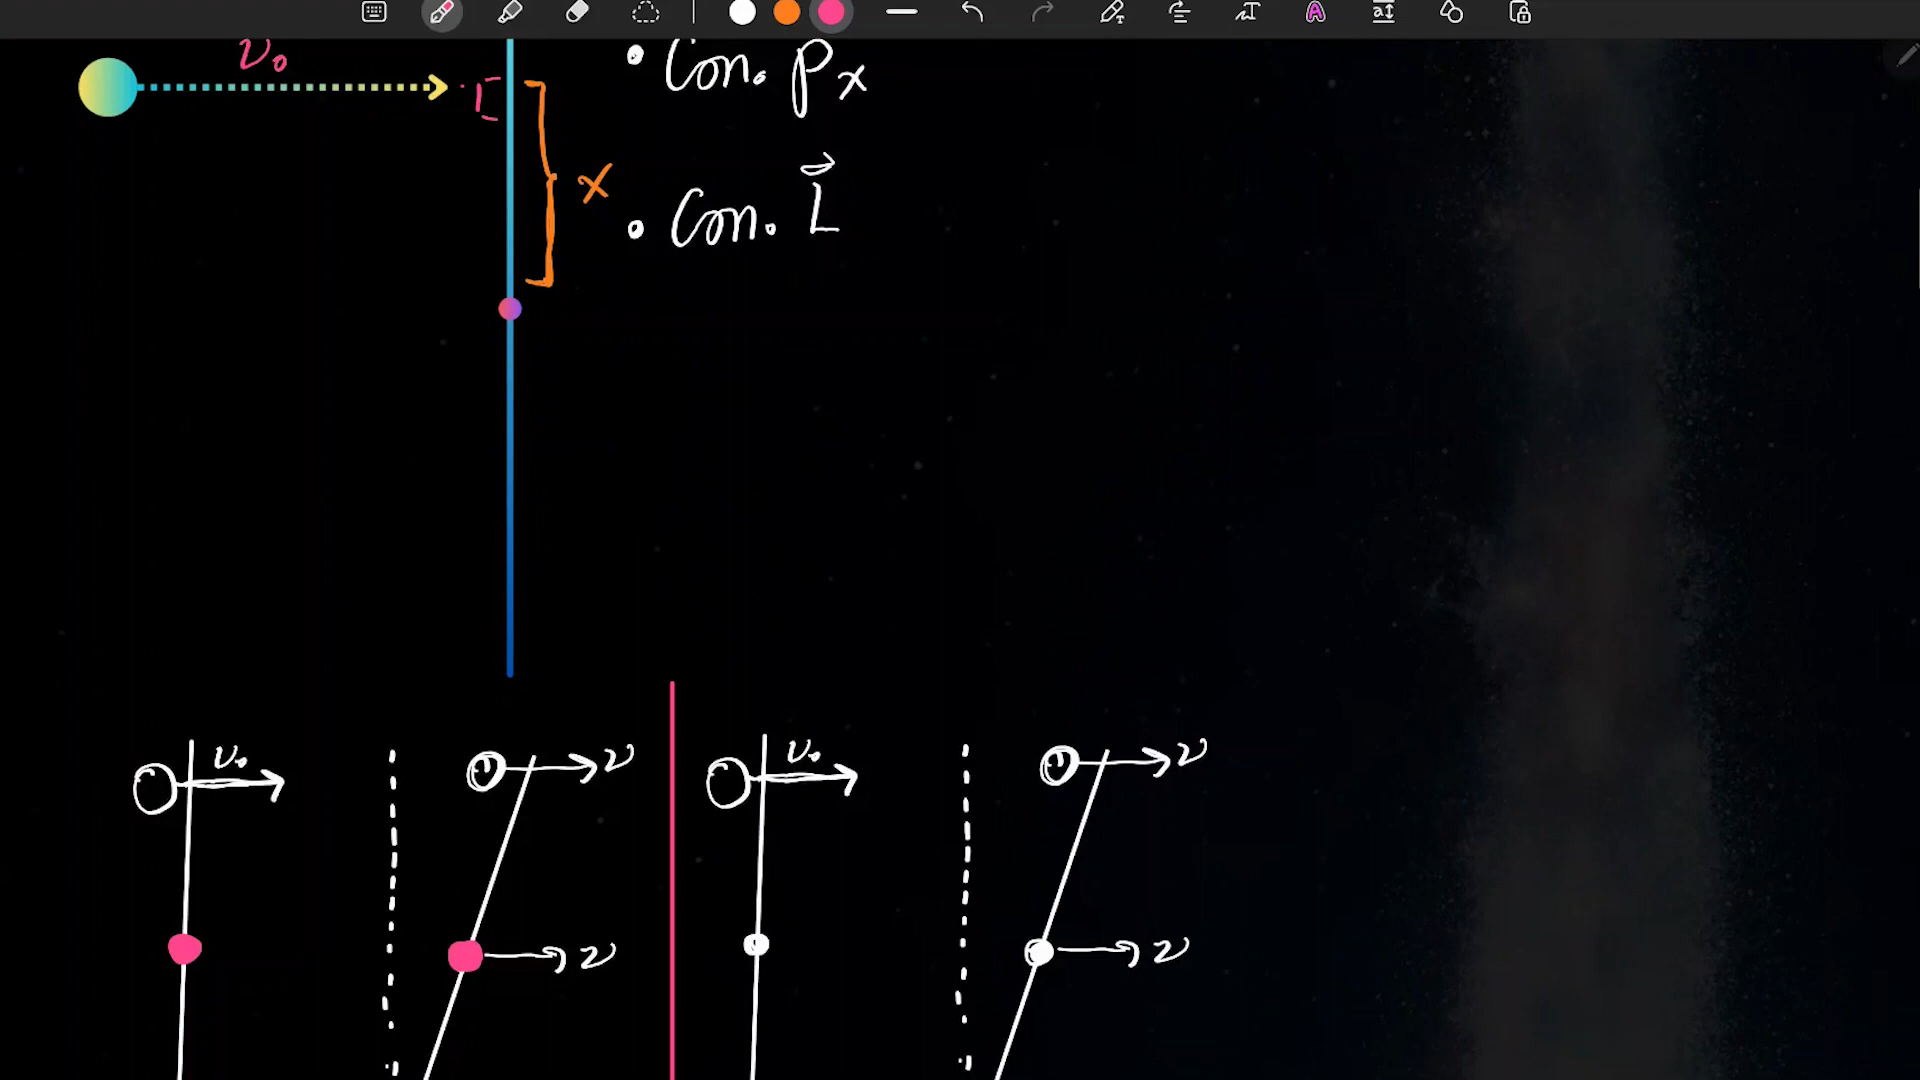 v₀
• Con. Pₓ
x
• Con. L⃗
v₀
v
v₀
v
v
v